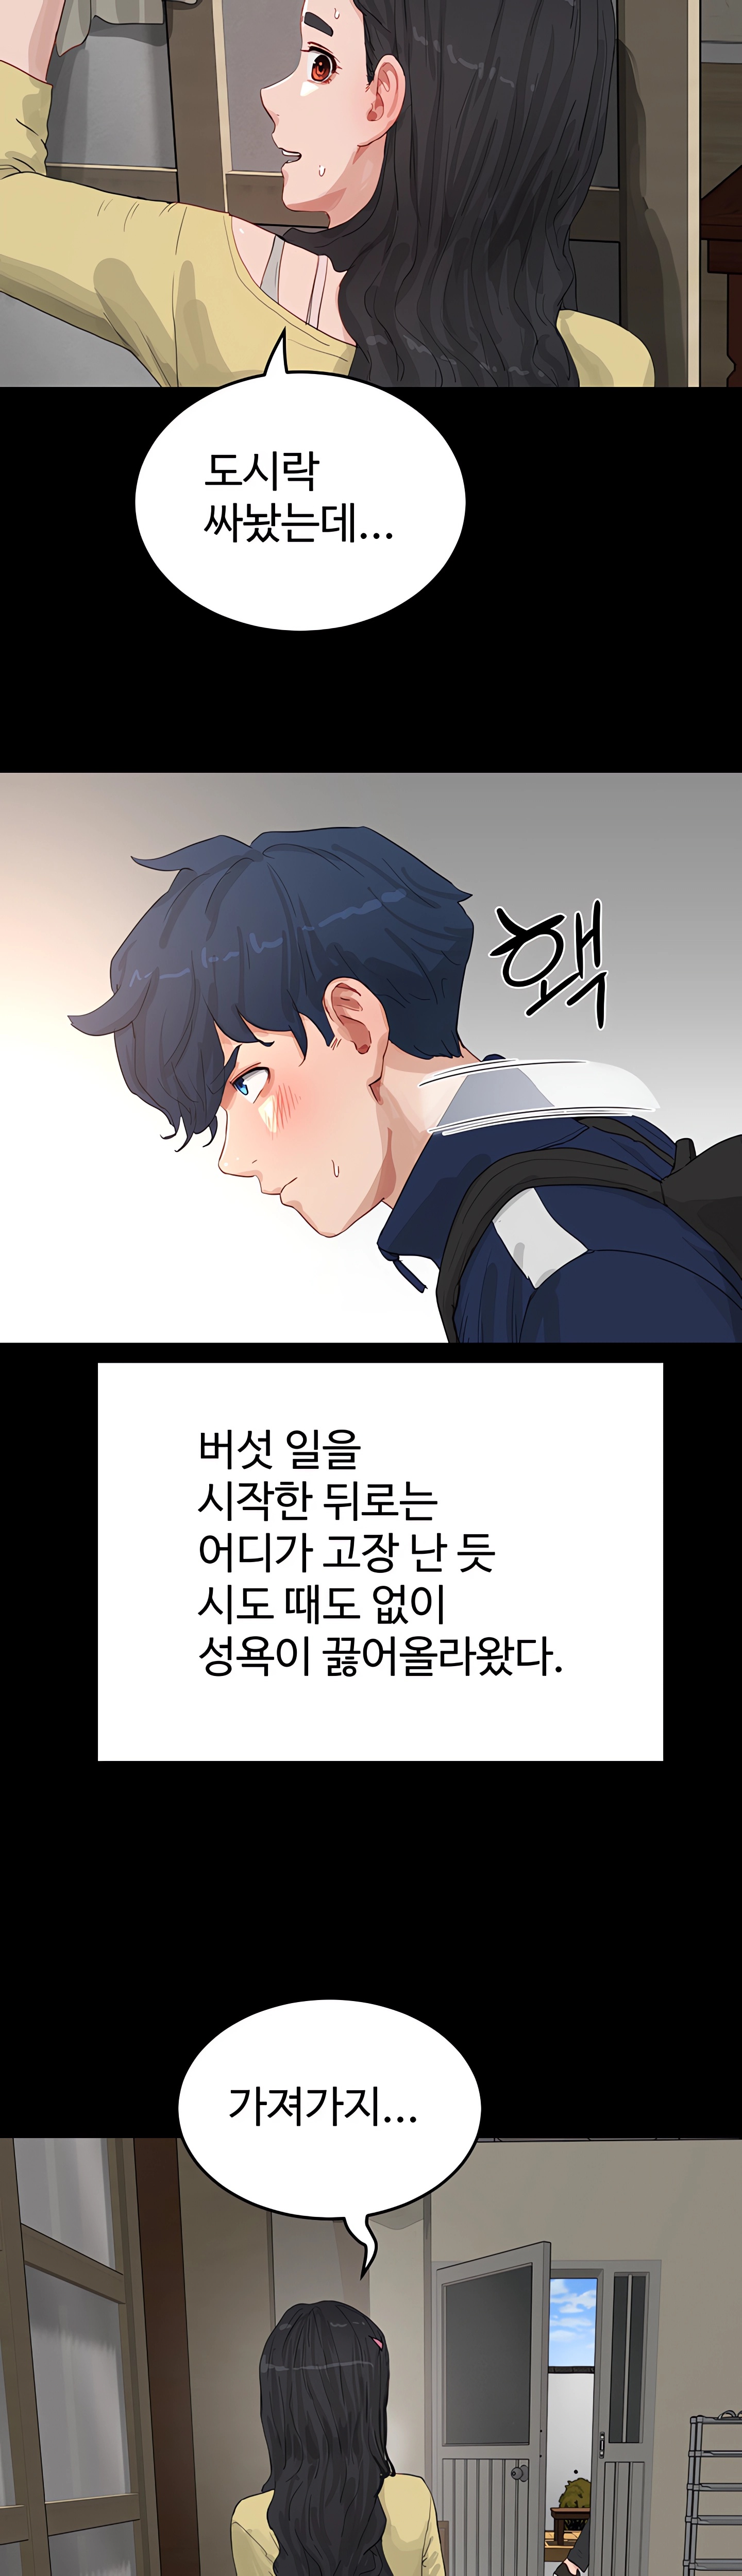 도시락
싸놨는데...
홱
버섯 일을
시작한 뒤로는
어디가 고장 난 듯
시도 때도 없이
성욕이 끓어올라왔다.
가져가지...